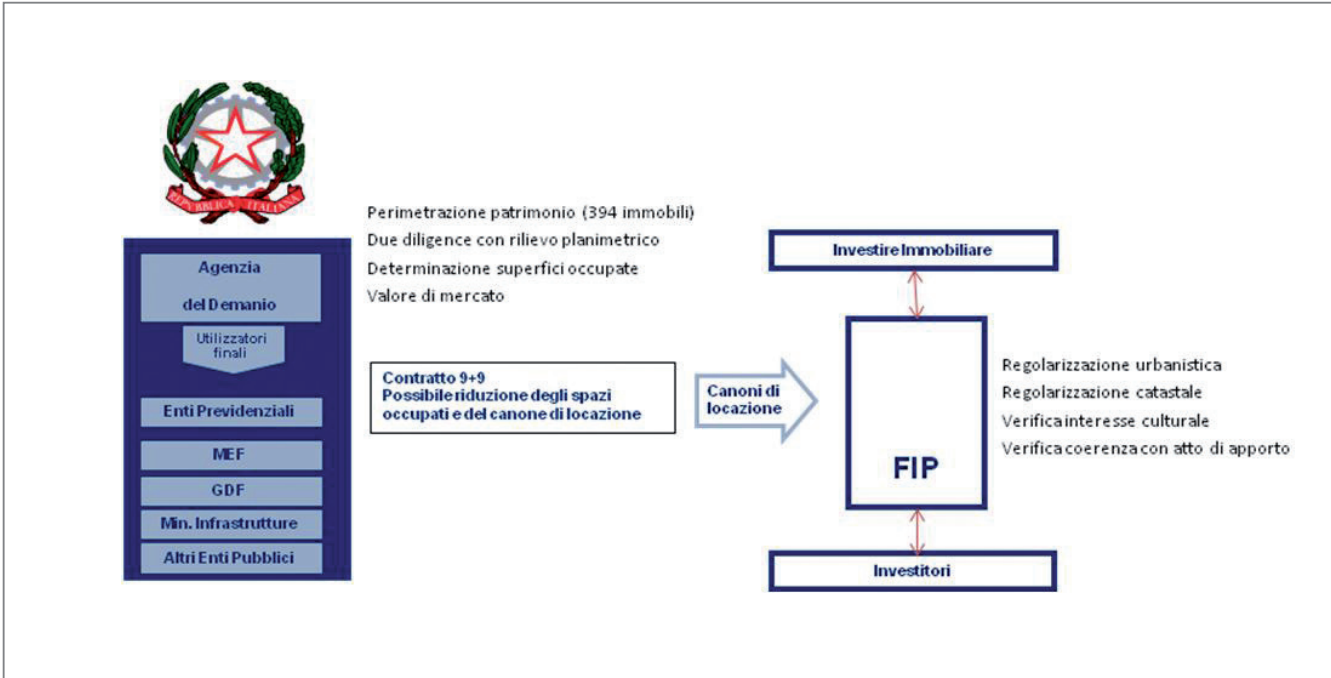 REPVBBLICA ITALIANA
Perimetrazione patrimonio (394 immobili)
Due diligence con rilievo planimetrico
Determinazione superfici occupate
Valore di mercato
Agenzia
del Demanio
Utilizzatori
finali
Enti Previdenziali
MEF
GDF
Min. Infrastrutture
Altri Enti Pubblici
Contratto 9+9
Possibile riduzione degli spazi
occupati e del canone di locazione
Canoni di
locazione
Investire Immobiliare
FIP
Regolarizzazione urbanistica
Regolarizzazione catastale
Verifica interesse culturale
Verifica coerenza con atto di apporto
Investitori